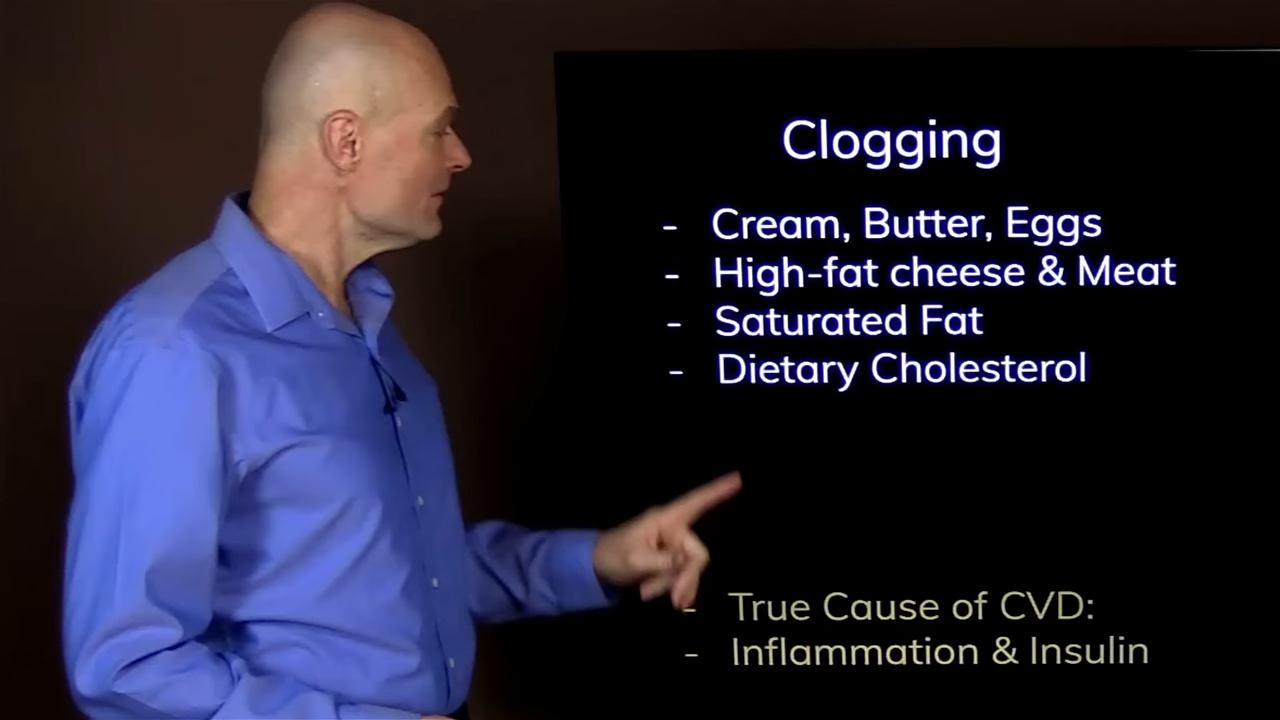 Clogging
- Cream, Butter, Eggs
- High-fat cheese & Meat
- Saturated Fat
- Dietary Cholesterol
- True Cause of CVD:
- Inflammation & Insulin